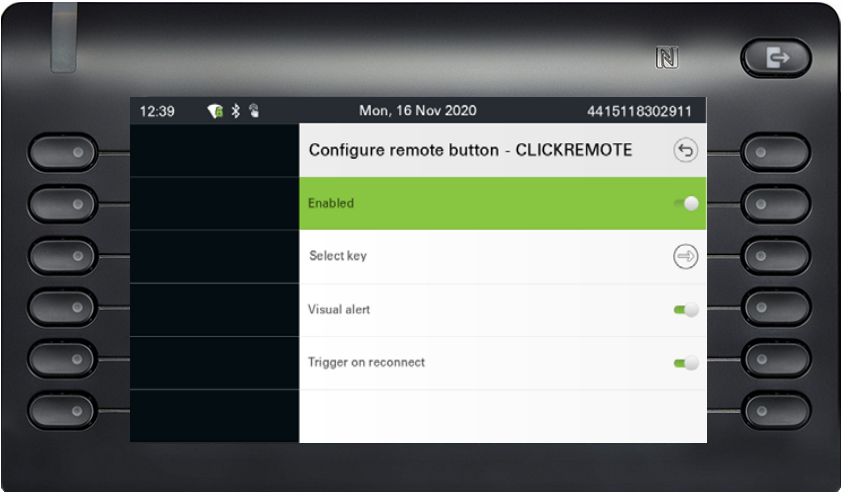 12:39 Mon, 16 Nov 2020 4415118302911
Configure remote button - CLICKREMOTE
Enabled
Select key
Visual alert
Trigger on reconnect